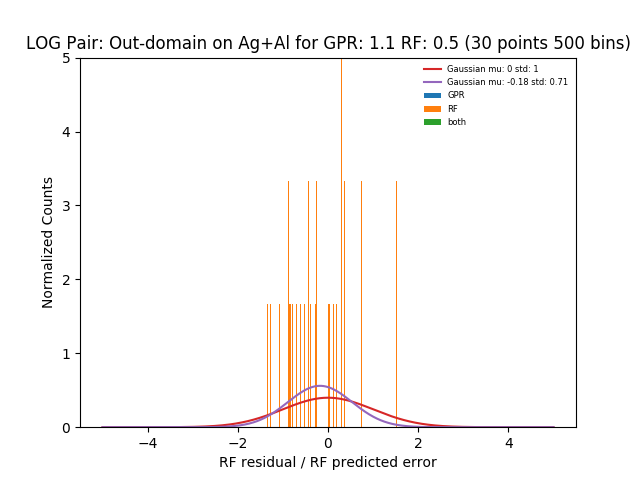 LOG Pair: Out-domain on Ag+Al for GPR: 1.1 RF: 0.5 (30 points 500 bins)
Gaussian mu: 0 std: 1
Gaussian mu: -0.18 std: 0.71
GPR
RF
both
Normalized Counts
5
4
3
2
1
0
−4
−2
0
2
4
RF residual / RF predicted error